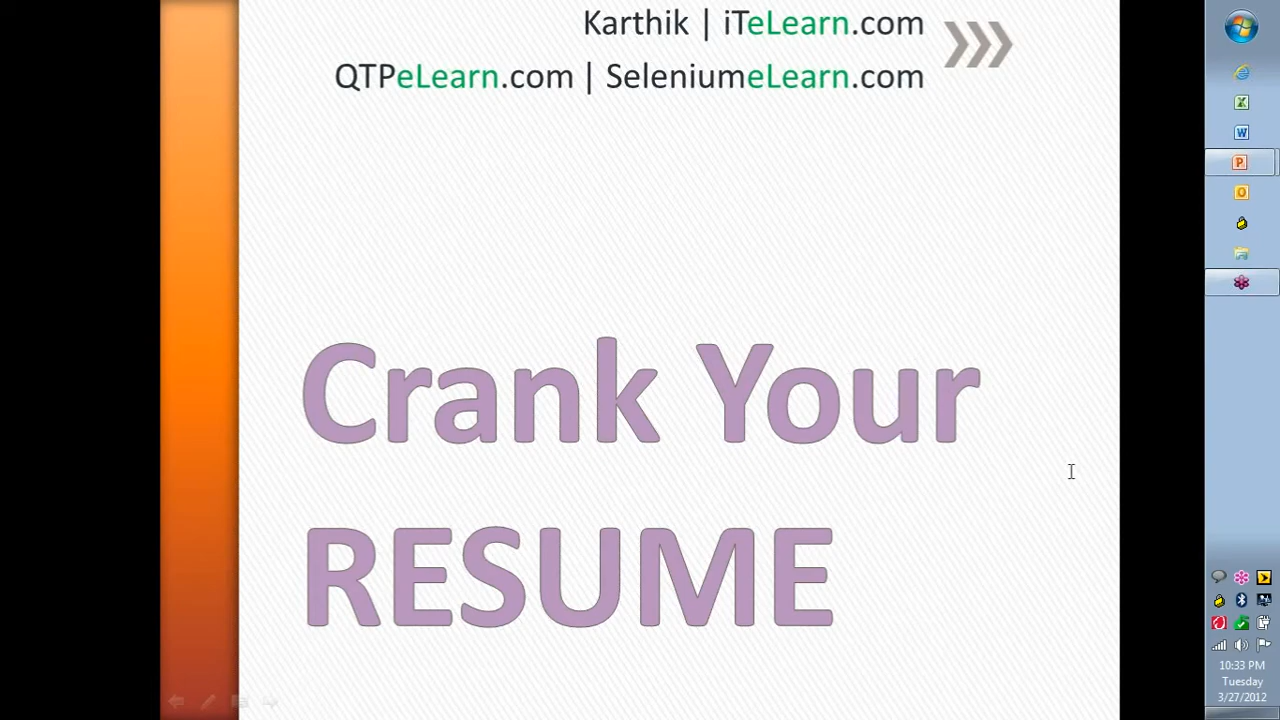 Karthik | iTeLearn.com
QTPeLearn.com | SeleniumeLearn.com
Crank Your
RESUME
10:33 PM
Tuesday
3/27/2012